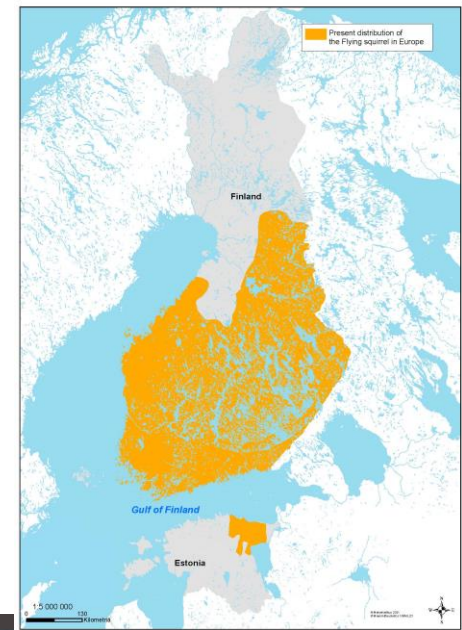 Present distribution of
the Flying squirrel in Europe
Finland
Gulf of Finland
Estonia
1:5 000 000
0 130
Kilometriä
N